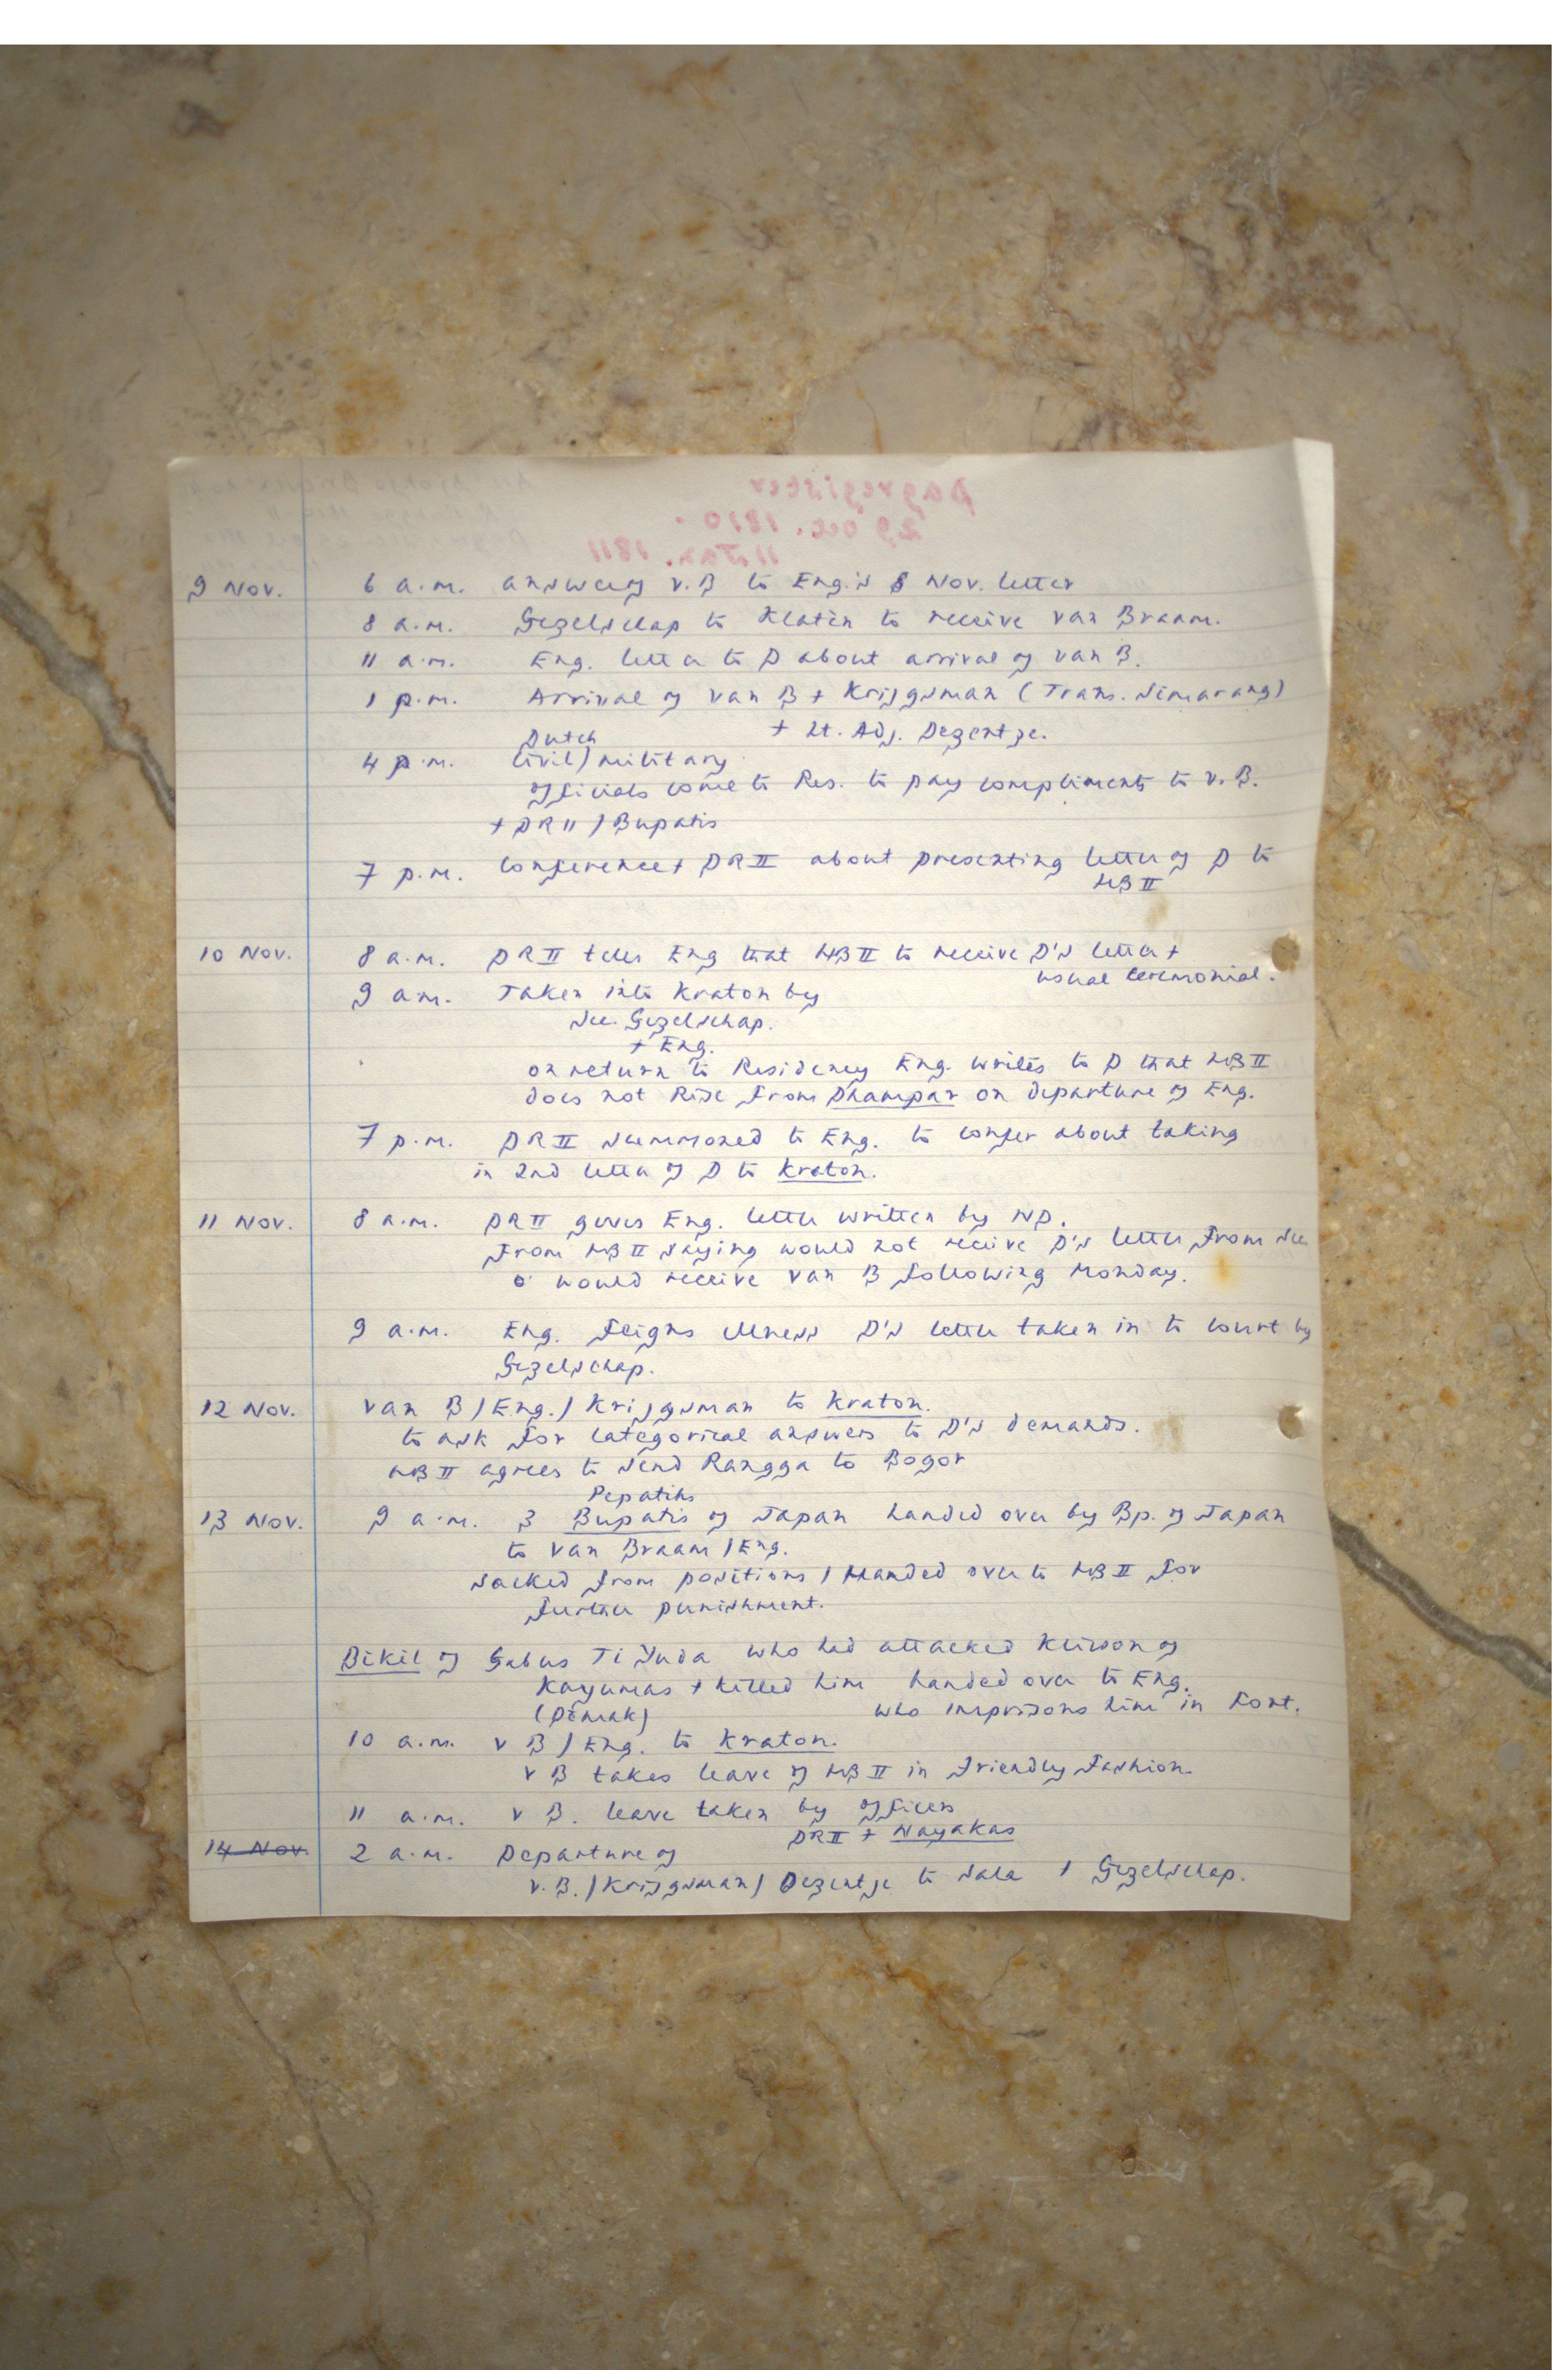 Dagregister
29 Oct. 1810.
11 Jan. 1811
9 Nov. 6 a.m. answer of v.B to Eng.'s 8 Nov. letter
8 a.m. Gezelschap to Klatèn to receive van Braam.
11 a.m. Eng. letter to D about arrival of van B.
1 p.m. Arrival of van B + Krijgsman (Trans. Semarang)
+ Lt. Adj. Dezentje.
Dutch
4 p.m. Civil / military
officials come to Res. to pay compliments to v. B.
+ DR II / Bupatis
7 p.m. Conference + DR II about presenting letter of D to
HB II
10 Nov. 8 a.m. DR II tells Eng that HB II to receive D's letter +
usual ceremonial.
9 a.m. Taken into Kraton by
Sec. Gezelschap.
+ Eng.
on return to Residency Eng. writes to D that HB II
does not Rise from Dhampar on departure of Eng.
7 p.m. DR II summoned to Eng. to confer about taking
in 2nd letter of D to Kraton.
11 Nov. 8 a.m. DR II gives Eng. letter written by ND.
from HB II saying would not receive D's letter from Sec
would receive van B following Monday.
9 a.m. Eng. feigns illness D's letter taken in to court by
Gezelschap.
12 Nov. van B / Eng. / Krijgsman to Kraton.
to ask for categorical answers to D's demands.
HB II agrees to send Rangga to Bogor
Pepatihs
13 Nov. 9 a.m. 3 Bupatis of Japan handed over by Bp. of Japan
to van Braam / Eng.
sacked from positions / handed over to HB II for
further punishment.
Bekil of Gabus Ti Yuda who had attacked Kliwon of
Kayumas + killed him handed over to Eng.
(Demak) who imprisons him in Fort.
10 a.m. v B / Eng. to Kraton.
v B takes leave of HB II in friendly fashion.
11 a.m. v B. leave taken by officers
DR II + Nayakas
14 Nov. 2 a.m. Departure of
v. B. / Krijgsman / Dezentje to Sala / Gezelschap.